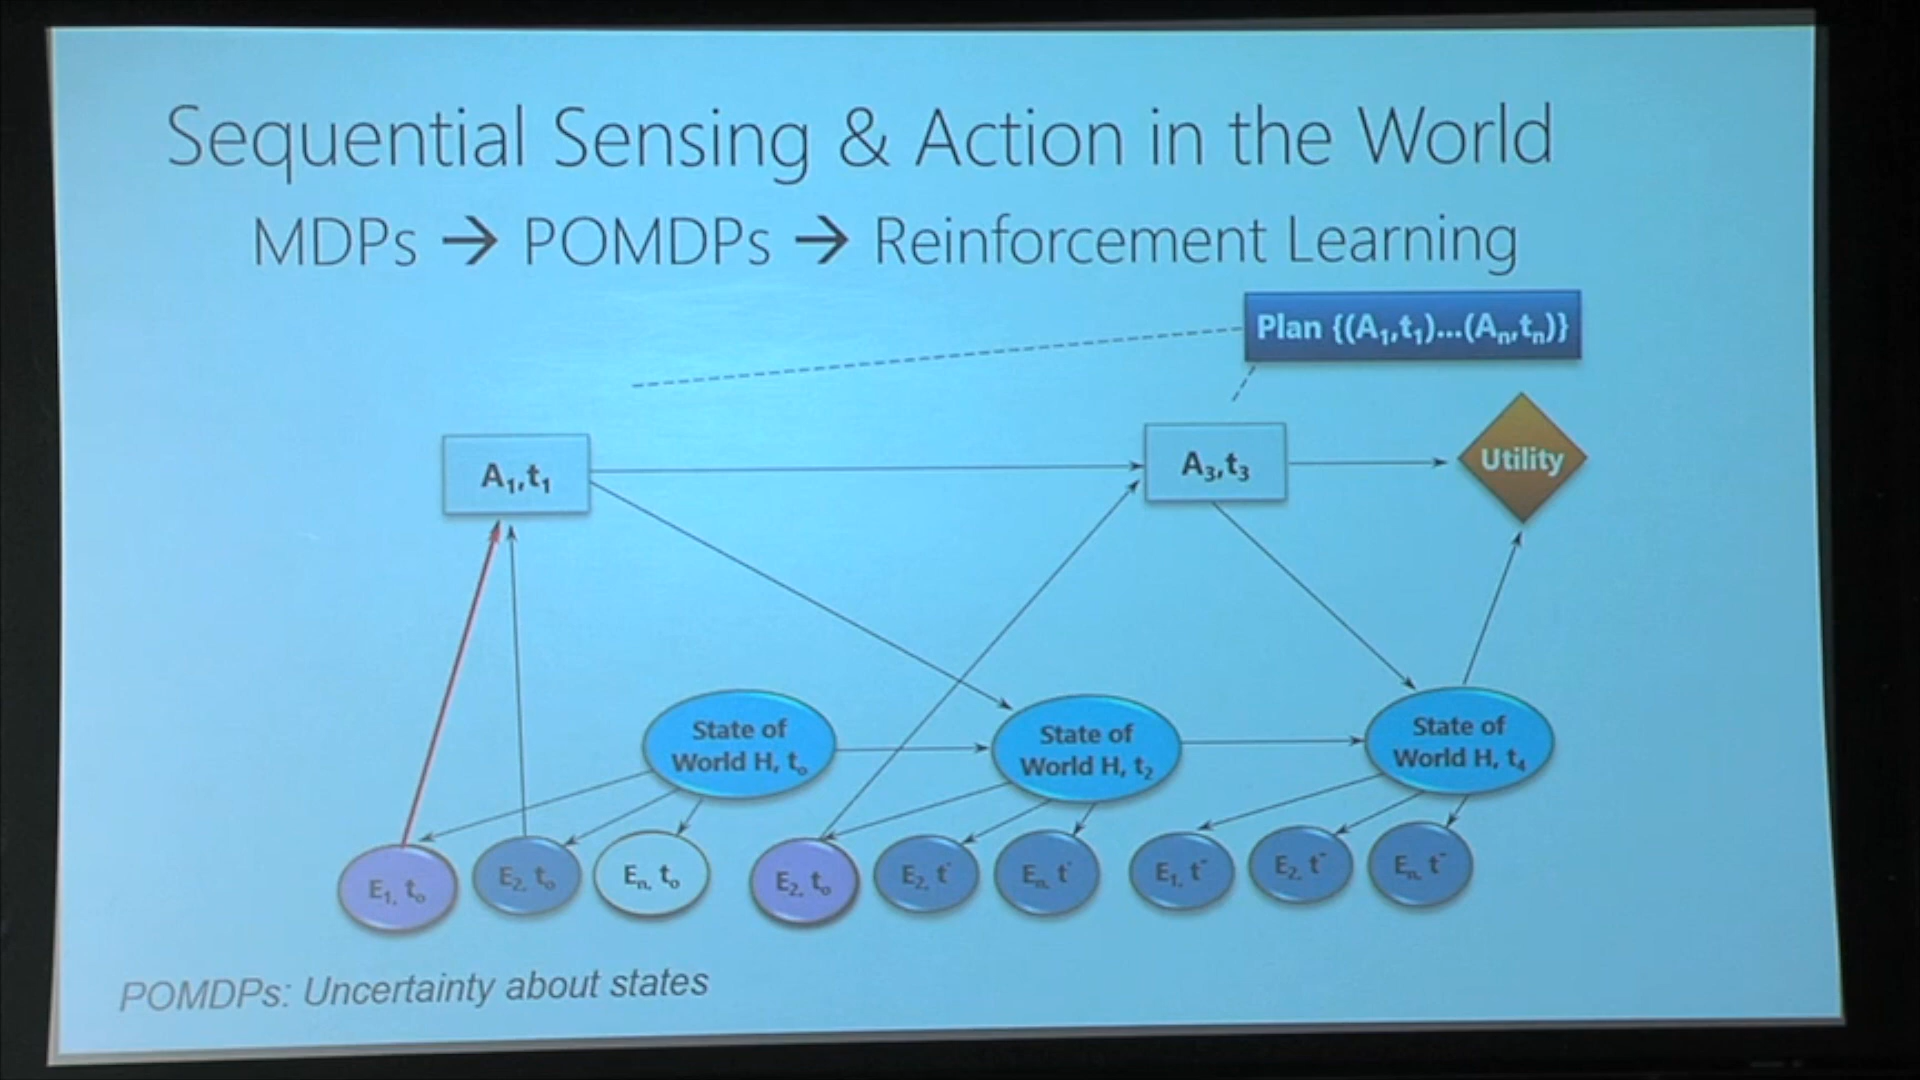 Sequential Sensing & Action in the World
MDPs → POMDPs → Reinforcement Learning
Plan {(A1,t1)...(An,tn)}
A1,t1
A3,t3
Utility
State of
World H, to
State of
World H, t2
State of
World H, t4
E1, to
E2, to
En, to
E2, to
E2, t'
En, t'
E1, t"
E2, t"
En, t"
POMDPs: Uncertainty about states